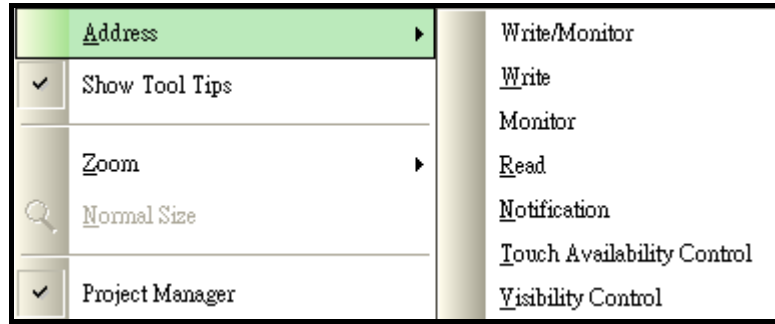 Address
Show Tool Tips
Zoom
Normal Size
Project Manager
Write/Monitor
Write
Monitor
Read
Notification
Touch Availability Control
Visibility Control